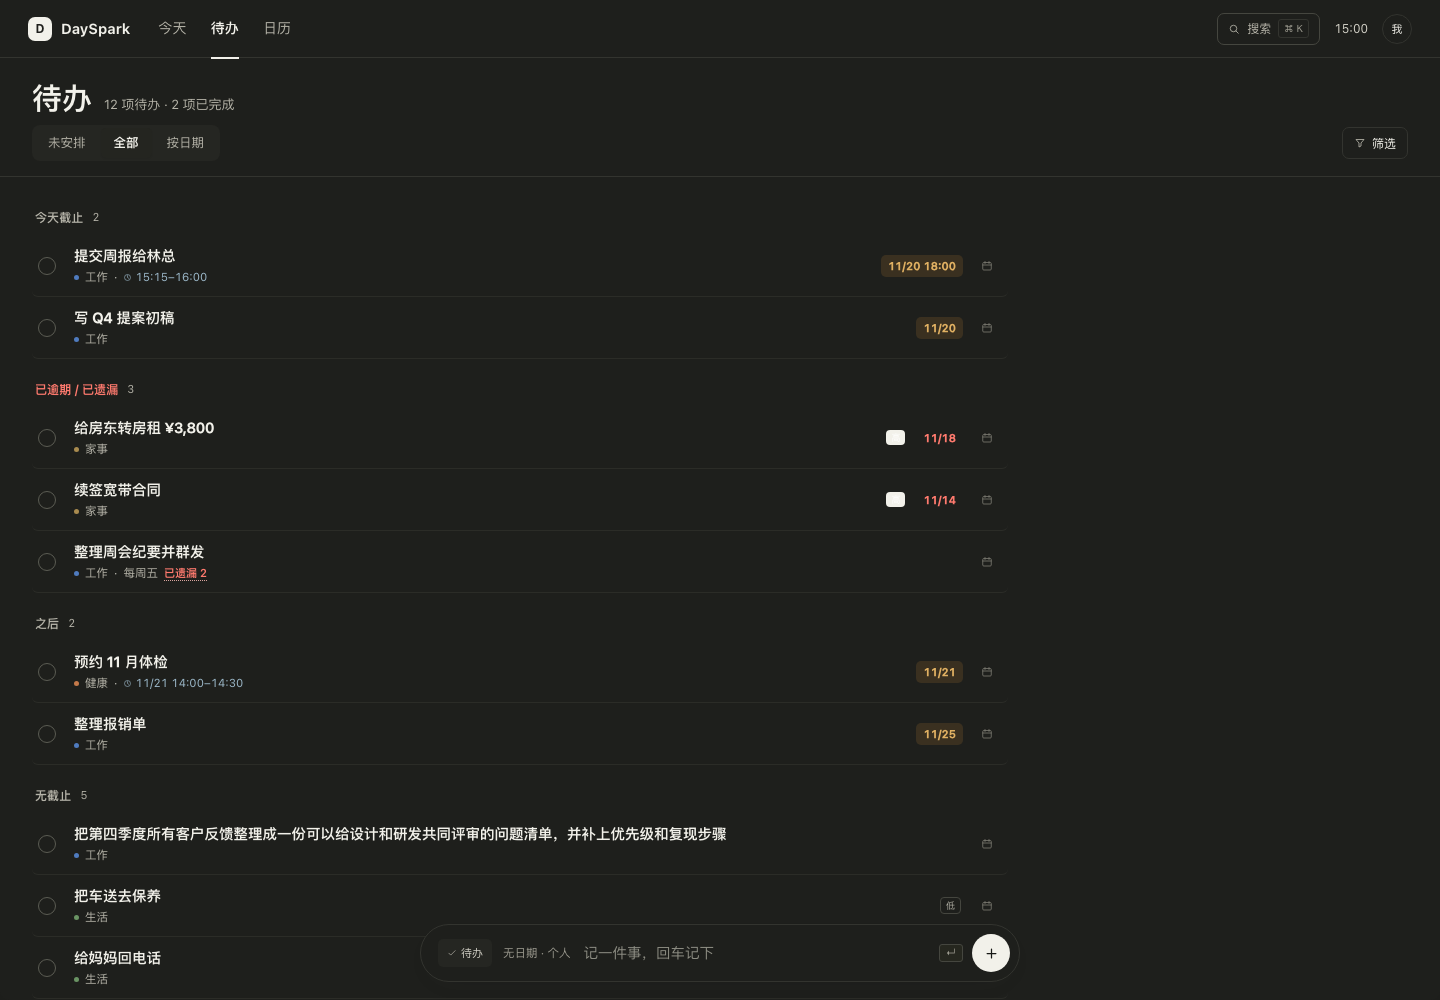 D DaySpark 今天 待办 日历 搜索 ⌘ K 15:00 我
待办 12 项待办 · 2 项已完成
未安排 全部 按日期 筛选
今天截止 2
提交周报给林总
工作 · 15:15–16:00
11/20 18:00
写 Q4 提案初稿
工作
11/20
已逾期 / 已遗漏 3
给房东转房租 ¥3,800
家事
11/18
续签宽带合同
家事
11/14
整理周会纪要并群发
工作 · 每周五 已遗漏 2
之后 2
预约 11 月体检
健康 · 11/21 14:00–14:30
11/21
整理报销单
工作
11/25
无截止 5
把第四季度所有客户反馈整理成一份可以给设计和研发共同评审的问题清单，并补上优先级和复现步骤
工作
把车送去保养
生活
低
给妈妈回电话
生活
待办 无日期 · 个人 记一件事，回车记下